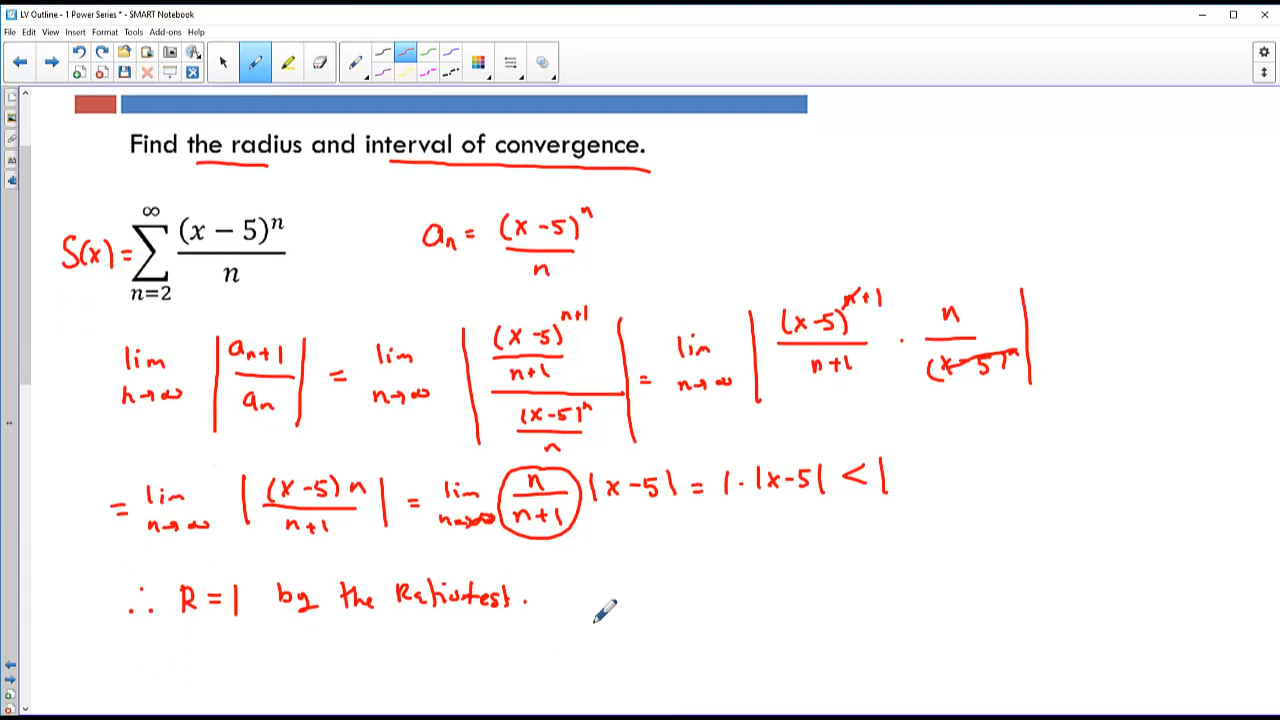 LV Outline - 1 Power Series * - SMART Notebook
File Edit View Insert Format Tools Add-ons Help
Find the radius and interval of convergence.
S(x) = ∑_{n=2}^{∞} (x − 5)^n / n
a_n = (x-5)^n / n
lim_{n→∞} |a_{n+1} / a_n| = lim_{n→∞} |((x-5)^{n+1} / (n+1)) / ((x-5)^n / n)| = lim_{n→∞} |(x-5)^{n+1} / (n+1) · n / (x-5)^n|
= lim_{n→∞} |(x-5)n / (n+1)| = lim_{n→∞} n / (n+1) |x-5| = 1·|x-5| < 1
∴ R = 1 by the Ratio test.